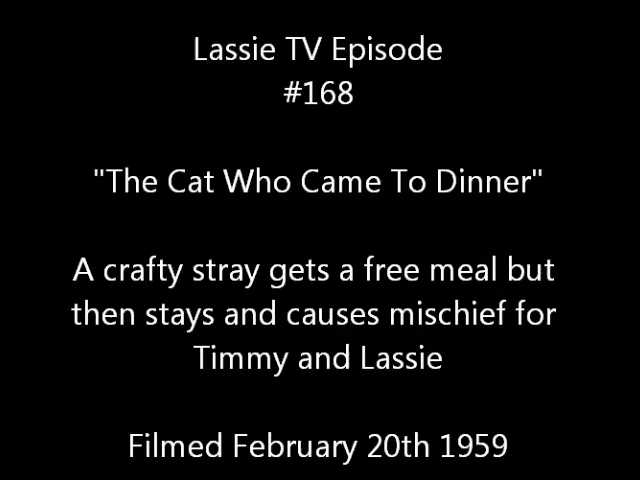 Lassie TV Episode
#168
"The Cat Who Came To Dinner"
A crafty stray gets a free meal but
then stays and causes mischief for
Timmy and Lassie
Filmed February 20th 1959